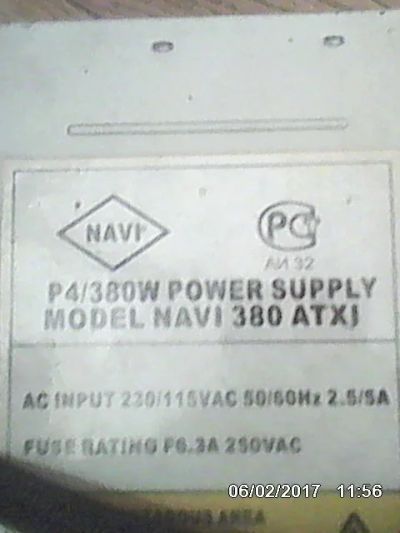 NAVI
PC
АИ 32
P4/380W POWER SUPPLY
MODEL NAVI 380 ATXJ
AC INPUT 230/115VAC 50/60Hz 2.5/5A
FUSE RATING F6.3A 250VAC
AREA
06/02/2017 11:56